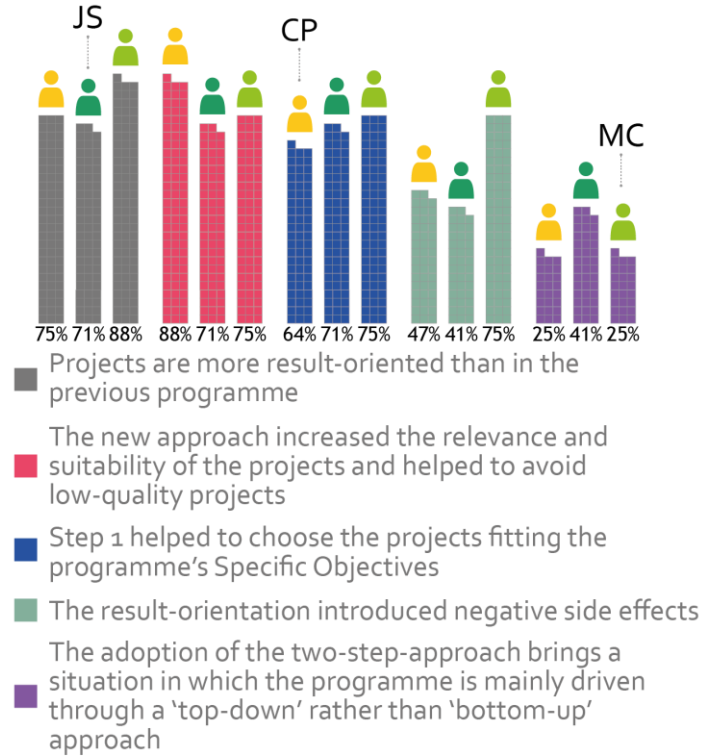 JS
CP
MC
75% 71% 88% 88% 71% 75% 64% 71% 75% 47% 41% 75% 25% 41% 25%
Projects are more result-oriented than in the
previous programme
The new approach increased the relevance and
suitability of the projects and helped to avoid
low-quality projects
Step 1 helped to choose the projects fitting the
programme's Specific Objectives
The result-orientation introduced negative side effects
The adoption of the two-step-approach brings a
situation in which the programme is mainly driven
through a ‘top-down’ rather than ‘bottom-up’
approach